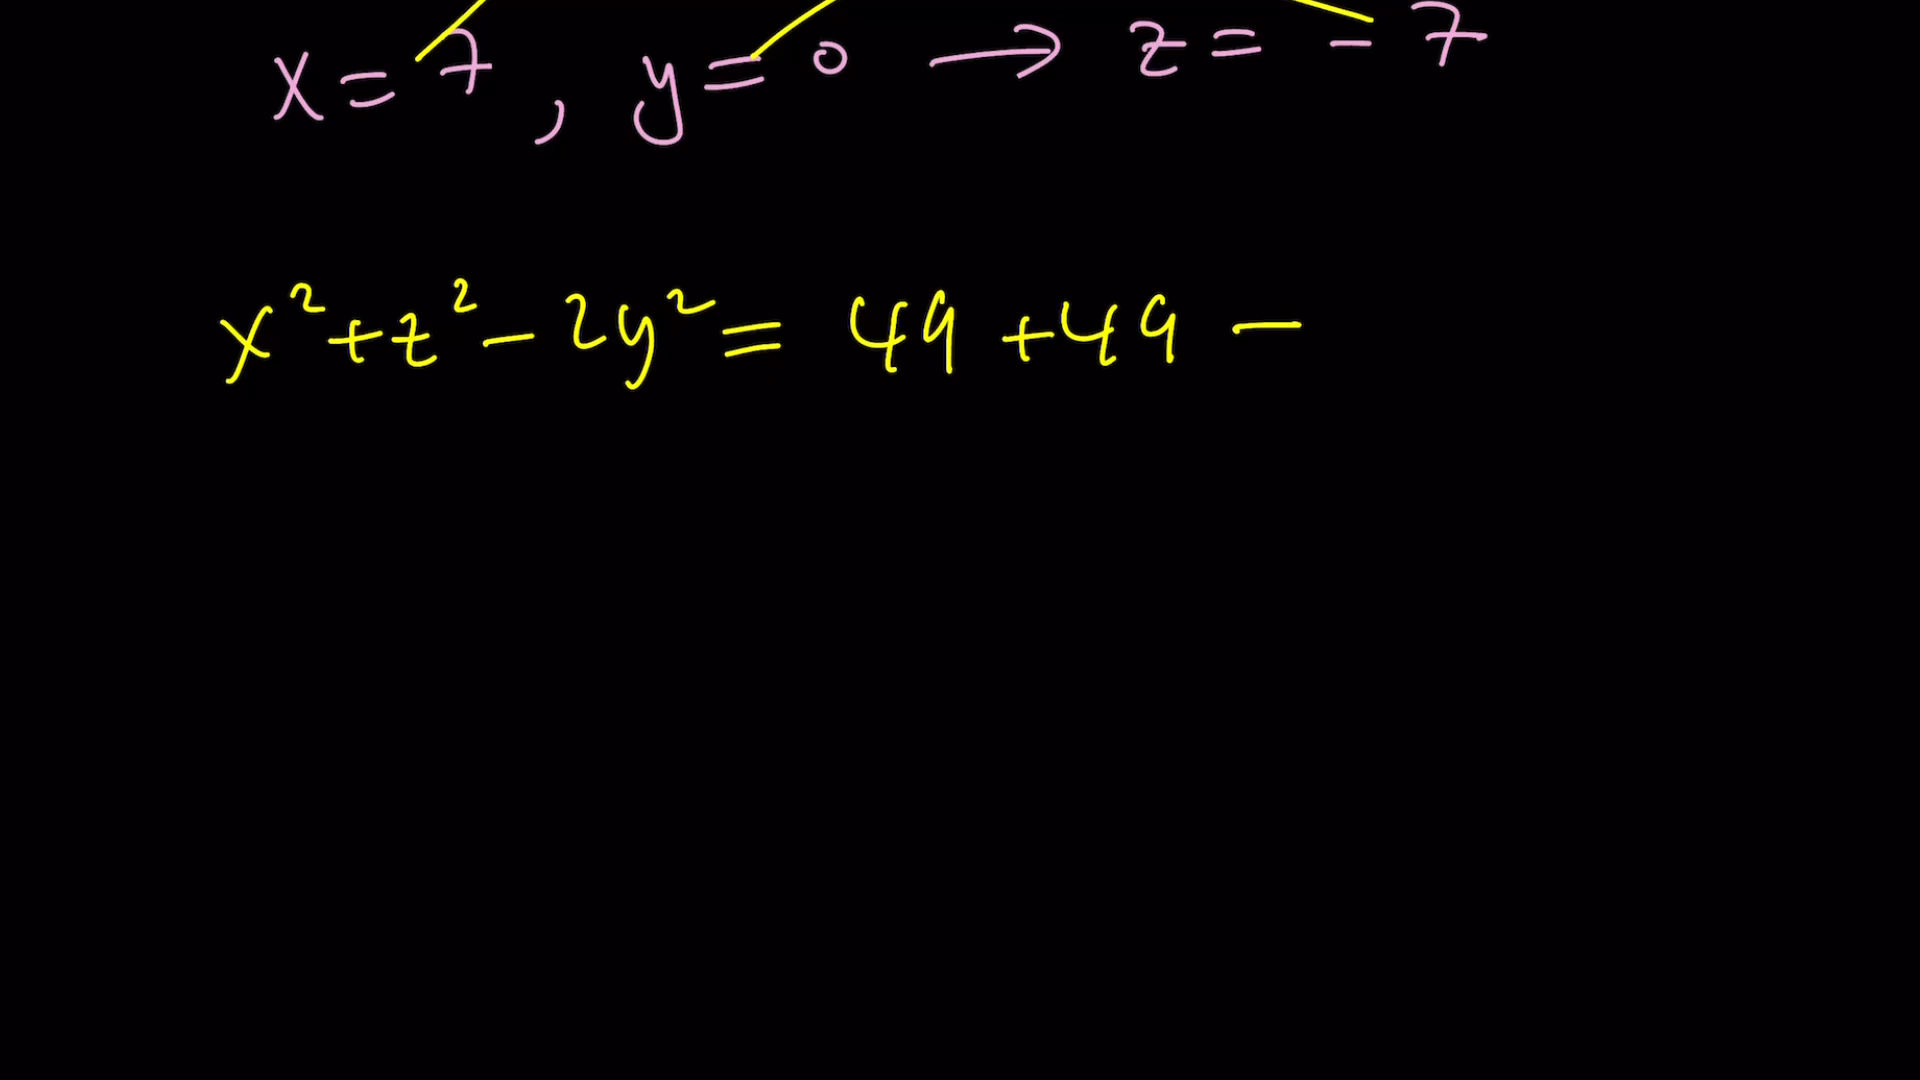 x = 7 , y = 0 → z = - 7
x² + z² - 2y² = 49 + 49 -